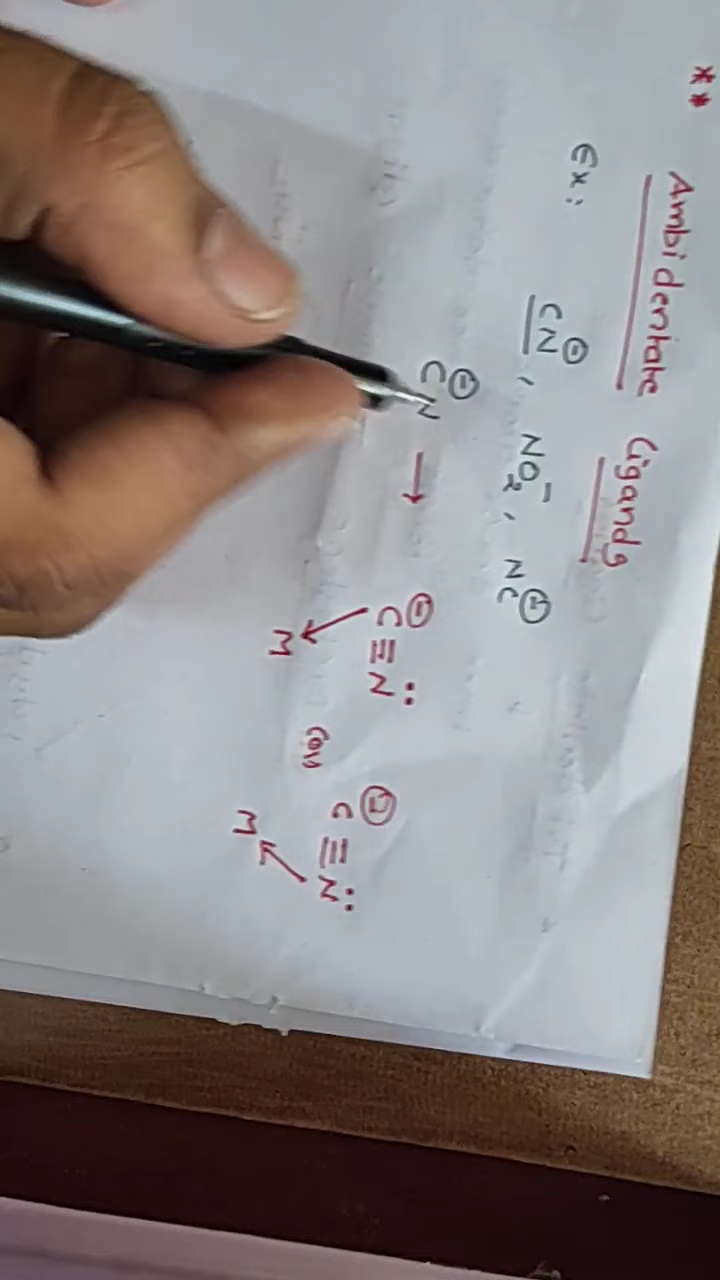 ** Ambidentate ligands
Ex: CN⊖, NO₂⁻, NC⊖
CN⊖ → ⊖C≡N: (or) ⊖C≡N:
M M